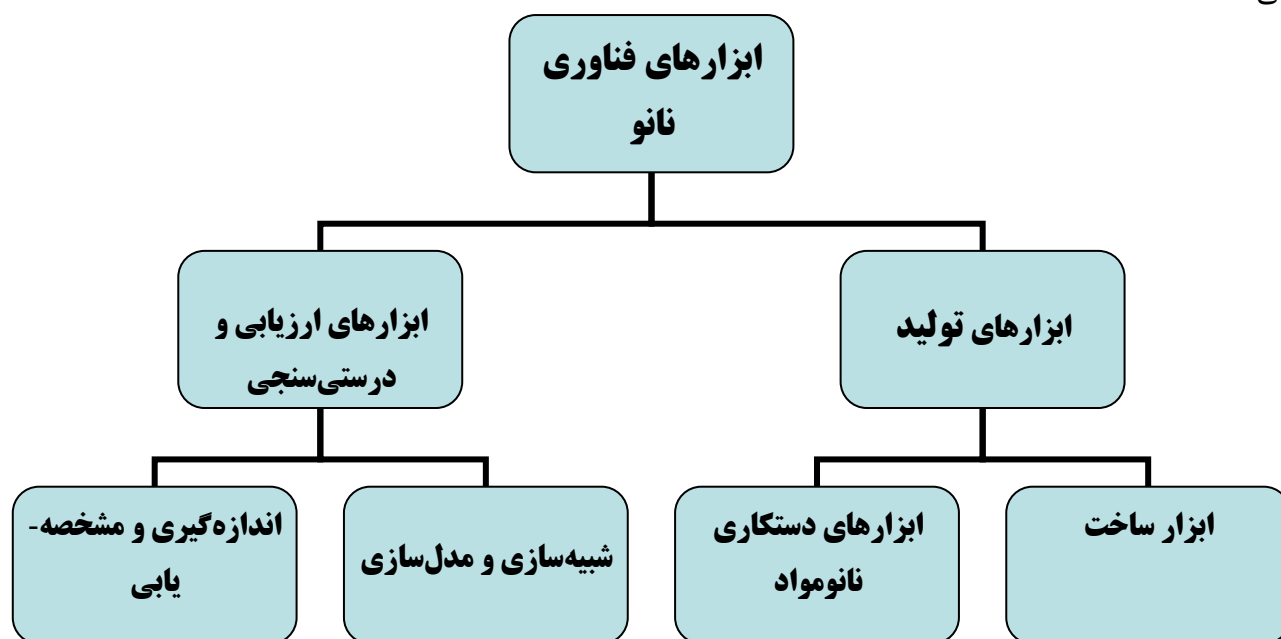 ابزارهای فناوری
نانو
ابزارهای تولید
ابزارهای ارزیابی و
درستی‌سنجی
ابزار ساخت
ابزارهای دستکاری
نانومواد
شبیه‌سازی و مدل‌سازی
اندازه‌گیری و مشخصه-
یابی